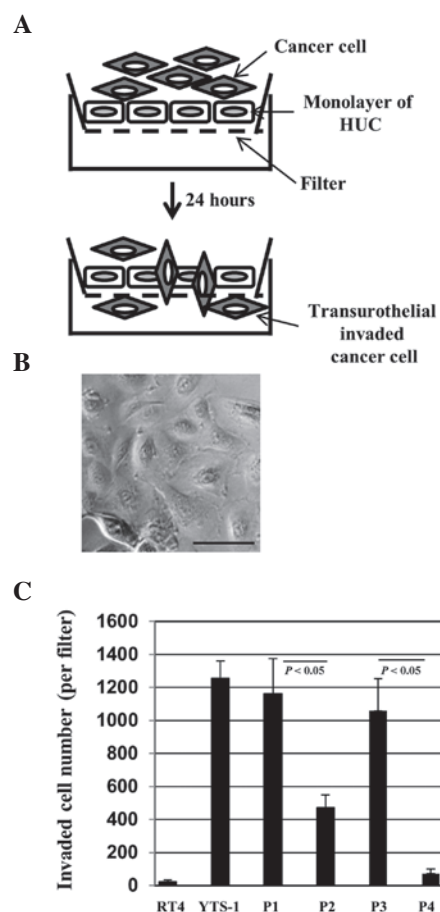 A
Cancer cell
Monolayer of
HUC
Filter
24 hours
Transurothelial
invaded
cancer cell
B
C
Invaded cell number (per filter)
1600
1400
1200
1000
800
600
400
200
0
P < 0.05
P < 0.05
RT4 YTS-1 P1 P2 P3 P4